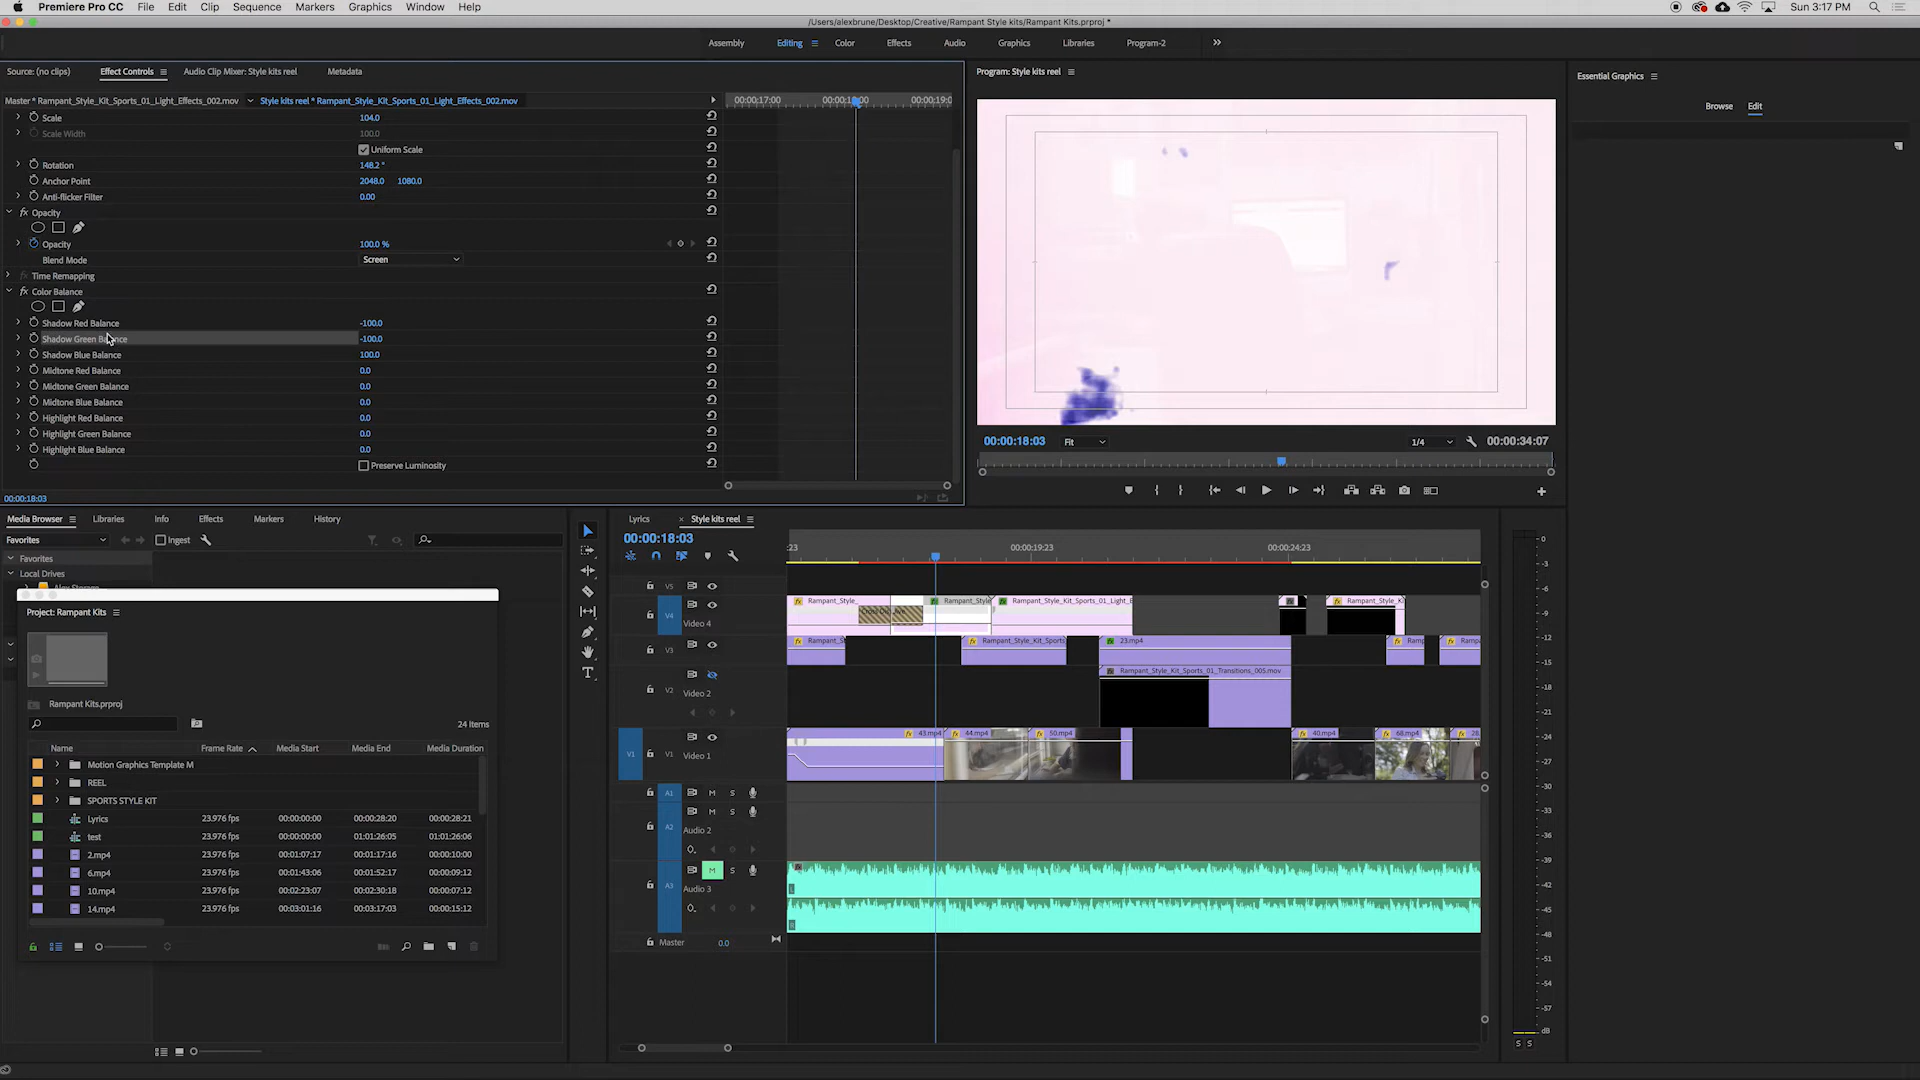 Premiere Pro CC File Edit Clip Sequence Markers Graphics Window Help Sun 3:17 PM
/Users/alexbrune/Desktop/Creative/Rampant Style kits/Rampant Kits.prproj *
Assembly Editing Color Effects Audio Graphics Libraries Program-2
Source: (no clips) Effect Controls Audio Clip Mixer: Style kits reel Metadata
Program: Style kits reel
Essential Graphics
Browse Edit
Master * Rampant_Style_Kit_Sports_01_Light_Effects_002.mov Style kits reel * Rampant_Style_Kit_Sports_01_Light_Effects_002.mov
00:00:17:00 00:00:18:00 00:00:19:0
Scale 104.0
Scale Width 100.0
Uniform Scale
Rotation 148.2 °
Anchor Point 2048.0 1080.0
Anti-flicker Filter 0.00
fx Opacity
Opacity 100.0 %
Blend Mode Screen
Time Remapping
fx Color Balance
Shadow Red Balance -100.0
Shadow Green Balance -100.0
Shadow Blue Balance 100.0
Midtone Red Balance 0.0
Midtone Green Balance 0.0
Midtone Blue Balance 0.0
Highlight Red Balance 0.0
Highlight Green Balance 0.0
Highlight Blue Balance 0.0
Preserve Luminosity
00:00:18:03
00:00:18:03 Fit 1/4 00:00:34:07
Media Browser Libraries Info Effects Markers History
Favorites Ingest
Favorites
Local Drives
Project: Rampant Kits
Rampant Kits.prproj
24 Items
Name Frame Rate Media Start Media End Media Duration
Motion Graphics Template M
REEL
SPORTS STYLE KIT
Lyrics 23.976 fps 00:00:00:00 00:00:28:20 00:00:28:21
test 23.976 fps 00:00:00:00 01:01:26:05 01:01:26:06
2.mp4 23.976 fps 00:01:07:17 00:01:17:16 00:00:10:00
6.mp4 23.976 fps 00:01:43:06 00:01:52:17 00:00:09:12
10.mp4 23.976 fps 00:02:23:07 00:02:30:18 00:00:07:12
14.mp4 23.976 fps 00:03:01:16 00:03:17:03 00:00:15:12
Lyrics × Style kits reel
00:00:18:03
:23 00:00:19:23 00:00:24:23
V5
V4 Video 4
Rampant_Style_ Rampant_Style Rampant_Style_Kit_Sports_01_Light_E Rampant_Style_K
V3
Rampant_St Rampant_Style_Kit_Sports 23.mp4 Ramp Rampa
V2 Video 2
Rampant_Style_Kit_Sports_01_Transitions_005.mov
V1 V1 Video 1
43.mp4 44.mp4 50.mp4 40.mp4 68.mp4 28.
A1 M S
A2 M S
Audio 2
A3 M S
Audio 3
Master 0.0
L
R
0
-3
-6
-9
-12
-15
-18
-21
-24
-27
-30
-33
-36
-39
-42
-45
-48
-51
-54
-57
dB
S S